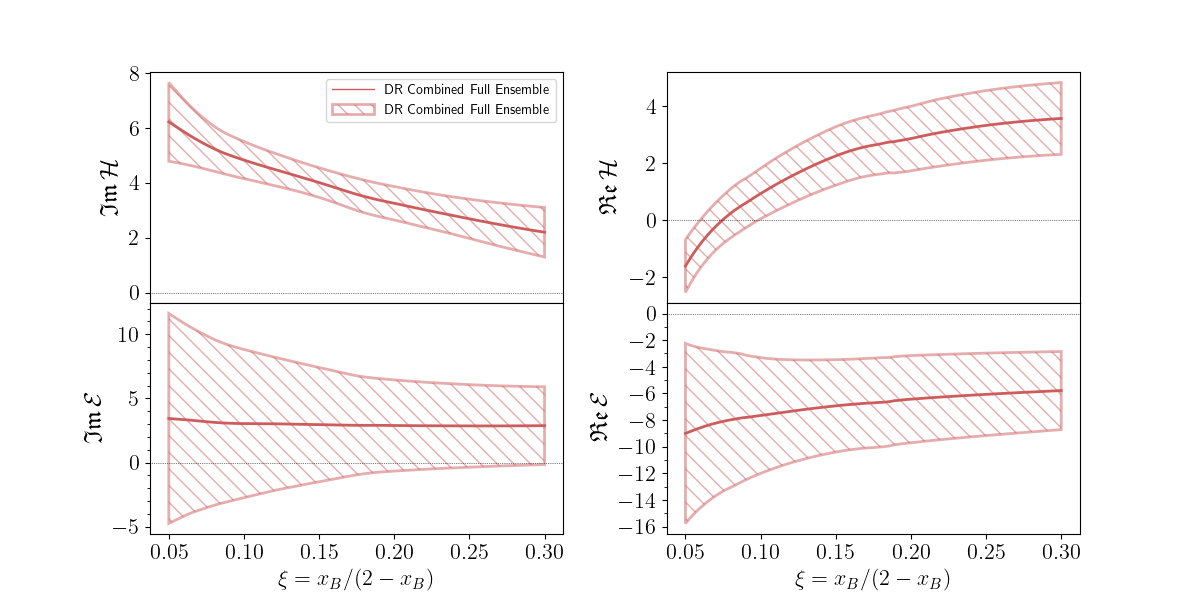 8
6
4
2
0
ℑ𝔪 ℋ
DR Combined Full Ensemble
DR Combined Full Ensemble
4
2
0
−2
ℜ𝔢 ℋ
10
5
0
−5
ℑ𝔪 ℰ
0.05 0.10 0.15 0.20 0.25 0.30
ξ = x_B/(2 − x_B)
0
−2
−4
−6
−8
−10
−12
−14
−16
ℜ𝔢 ℰ
0.05 0.10 0.15 0.20 0.25 0.30
ξ = x_B/(2 − x_B)